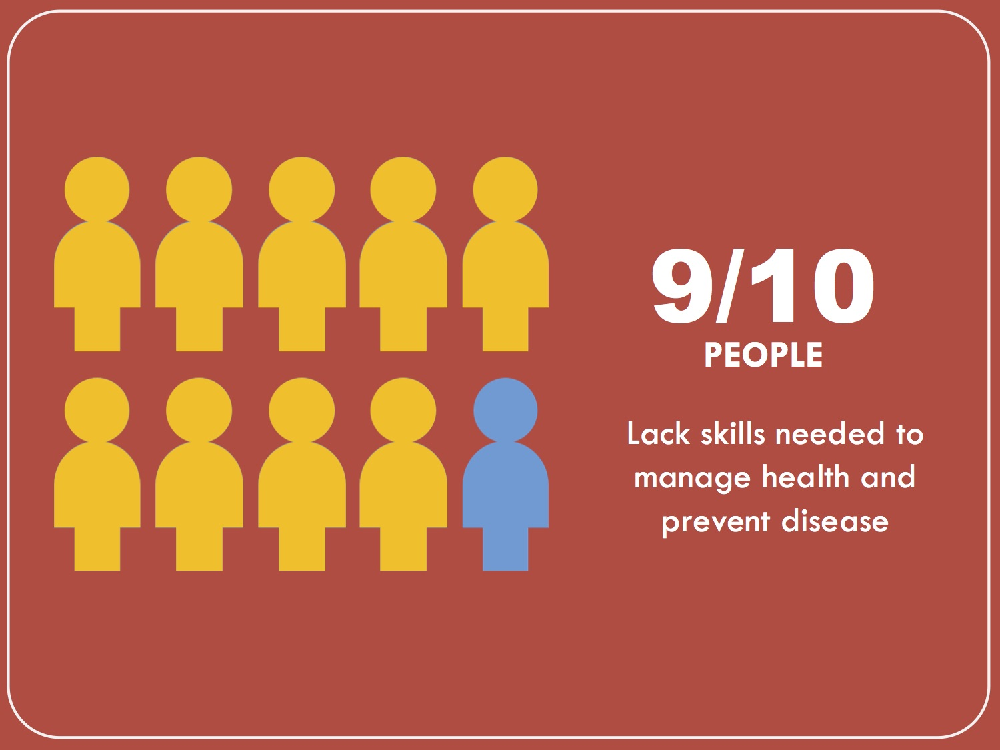 9/10
PEOPLE
Lack skills needed to
manage health and
prevent disease